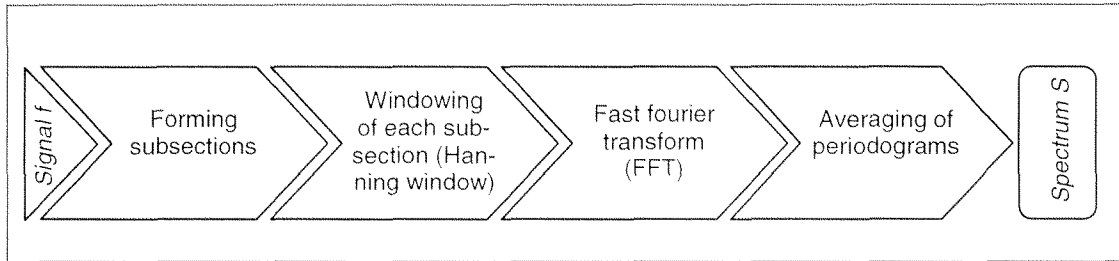 Signal f
Forming
subsections
Windowing
of each sub-
section (Han-
ning window)
Fast fourier
transform
(FFT)
Averaging of
periodograms
Spectrum S